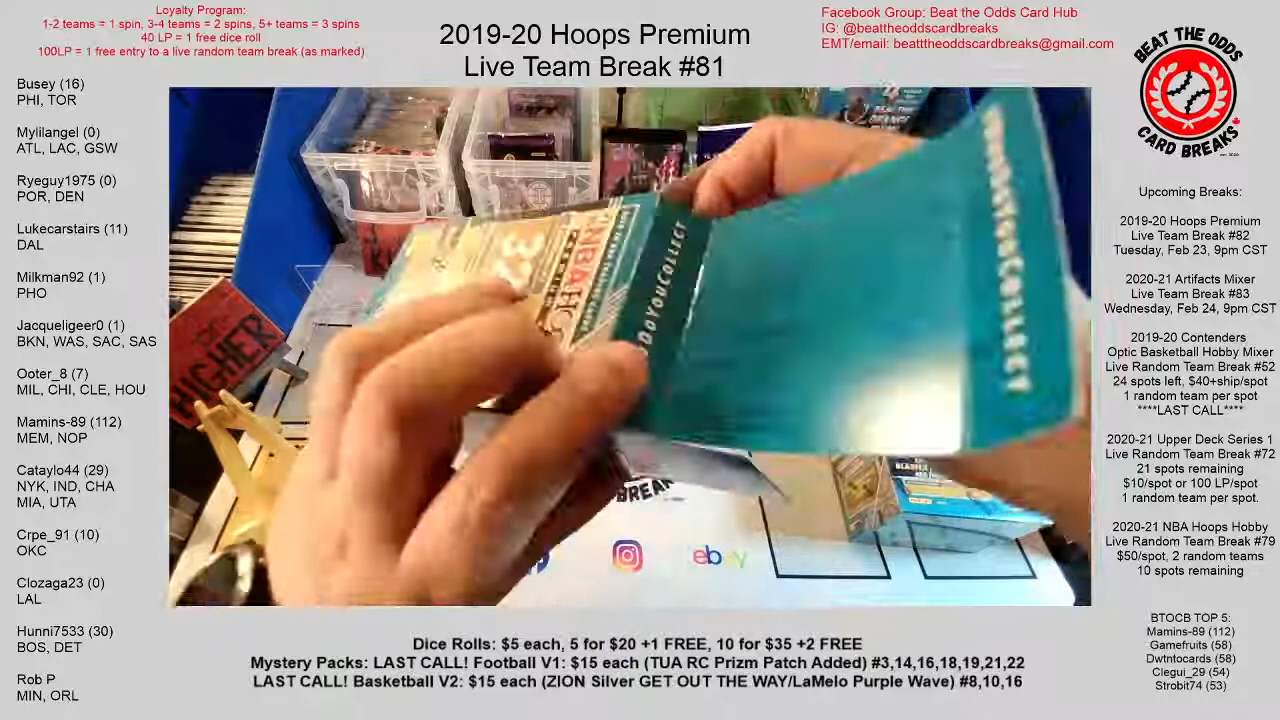 Loyalty Program:
1-2 teams = 1 spin, 3-4 teams = 2 spins, 5+ teams = 3 spins
40 LP = 1 free dice roll
100LP = 1 free entry to a live random team break (as marked)
2019-20 Hoops Premium
Live Team Break #81
Facebook Group: Beat the Odds Card Hub
IG: @beattheoddscardbreaks
EMT/email: beattheoddscardbreaks@gmail.com
BEAT THE ODDS
CARD BREAKS
Busey (16)
PHI, TOR
Mylilangel (0)
ATL, LAC, GSW
Ryeguy1975 (0)
POR, DEN
Lukecarstairs (11)
DAL
Milkman92 (1)
PHO
Jacqueligeer0 (1)
BKN, WAS, SAC, SAS
Ooter_8 (7)
MIL, CHI, CLE, HOU
Mamins-89 (112)
MEM, NOP
Cataylo44 (29)
NYK, IND, CHA
MIA, UTA
Crpe_91 (10)
OKC
Clozaga23 (0)
LAL
Hunni7533 (30)
BOS, DET
Rob P
MIN, ORL
HIGHER
NBA
DOYOUCOLLECT
BREAK
ebay
Upcoming Breaks:
2019-20 Hoops Premium
Live Team Break #82
Tuesday, Feb 23, 9pm CST
2020-21 Artifacts Mixer
Live Team Break #83
Wednesday, Feb 24, 9pm CST
2019-20 Contenders
Optic Basketball Hobby Mixer
Live Random Team Break #52
24 spots left, $40+ship/spot
1 random team per spot
****LAST CALL****
2020-21 Upper Deck Series 1
Live Random Team Break #72
21 spots remaining
$10/spot or 100 LP/spot
1 random team per spot.
2020-21 NBA Hoops Hobby
Live Random Team Break #79
$50/spot, 2 random teams
10 spots remaining
BTOCB TOP 5:
Mamins-89 (112)
Gamefruits (58)
Dwtntocards (58)
Clegui_29 (54)
Strobit74 (53)
Dice Rolls: $5 each, 5 for $20 +1 FREE, 10 for $35 +2 FREE
Mystery Packs: LAST CALL! Football V1: $15 each (TUA RC Prizm Patch Added) #3,14,16,18,19,21,22
LAST CALL! Basketball V2: $15 each (ZION Silver GET OUT THE WAY/LaMelo Purple Wave) #8,10,16